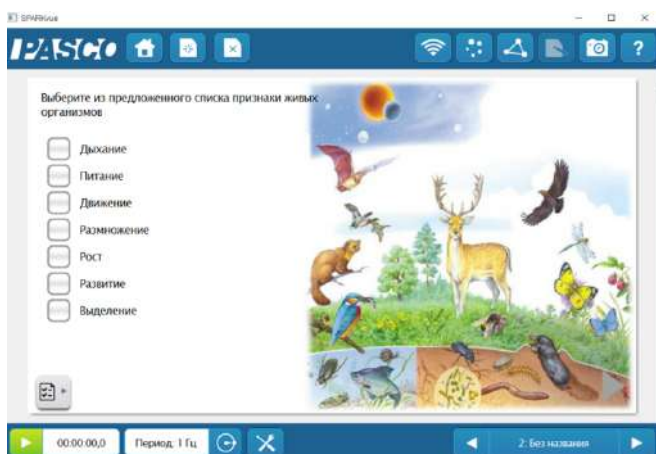 SPARKvue
PASCO
?
Выберите из предложенного списка признаки живых
организмов
Дыхание
Питание
Движение
Размножение
Рост
Развитие
Выделение
00:00:00,0
Период: 1 Гц
2: Без названия